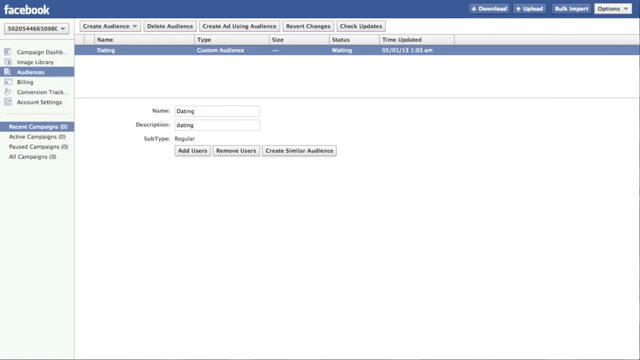 facebook
Download Upload Bulk Import Options
Create Audience Delete Audience Create Ad Using Audience Revert Changes Check Updates
Name Type Size Status Time Updated
Dating Custom Audience --- Waiting 05/01/13 1:03 am
Campaign Dashb...
Image Library
Audiences
Billing
Conversion Track...
Account Settings
Recent Campaigns (0)
Active Campaigns (0)
Paused Campaigns (0)
All Campaigns (0)
Name: Dating
Description: dating
SubType: Regular
Add Users Remove Users Create Similar Audience